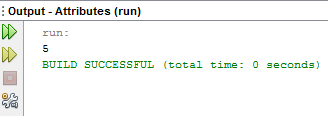 Output - Attributes (run)
run:
5
BUILD SUCCESSFUL (total time: 0 seconds)